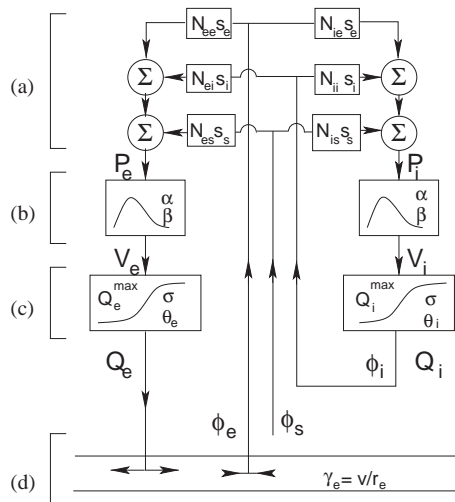 N_ee s_e N_ie s_e
(a) Σ N_ei s_i N_ii s_i Σ
Σ N_es s_s N_is s_s Σ
P_e P_i
(b) α β α β
V_e V_i
(c) Q_e^max σ θ_e Q_i^max σ θ_i
Q_e ϕ_i Q_i
ϕ_e ϕ_s
(d) γ_e = v/r_e